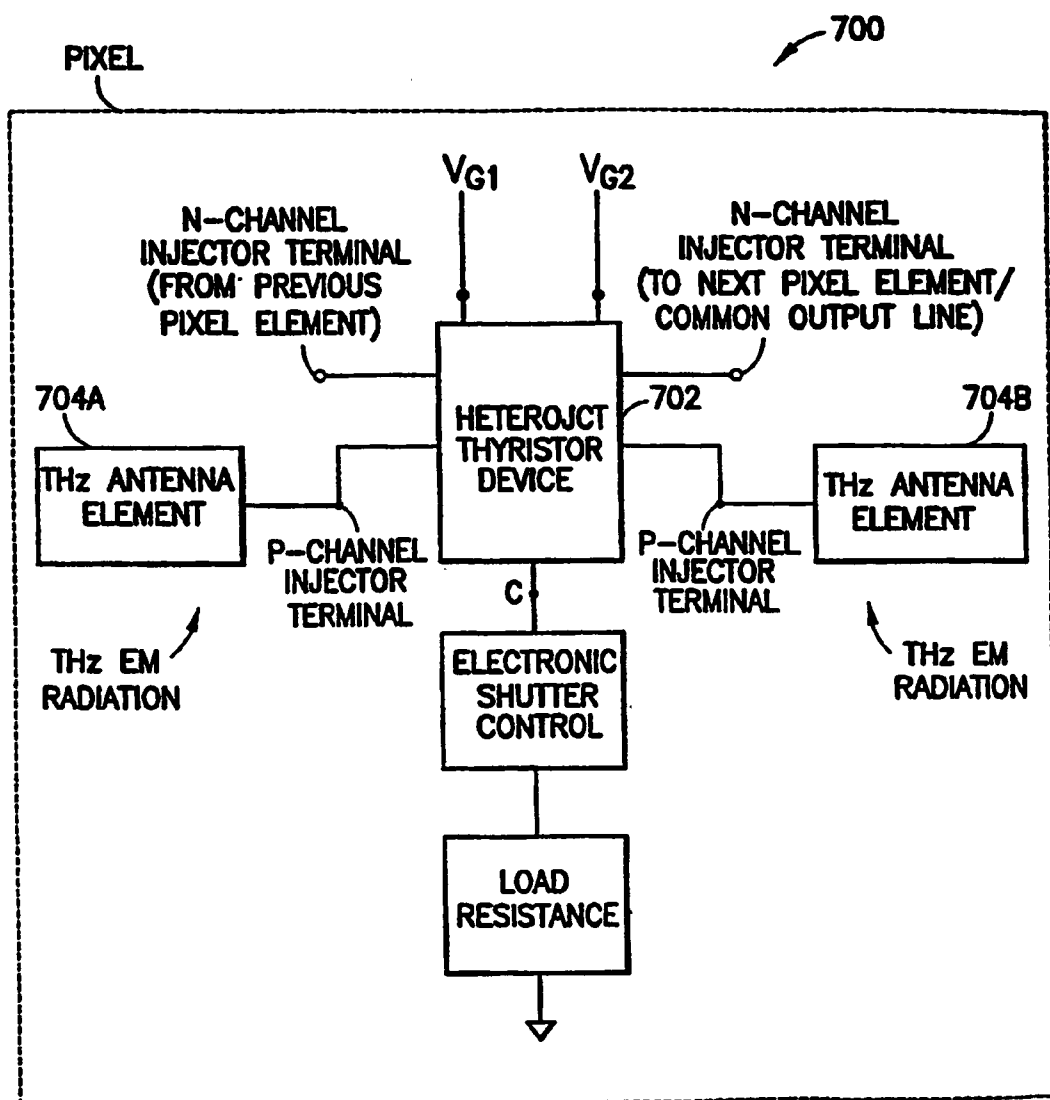 700
PIXEL
VG1
VG2
N-CHANNEL
INJECTOR TERMINAL
(FROM PREVIOUS
PIXEL ELEMENT)
N-CHANNEL
INJECTOR TERMINAL
(TO NEXT PIXEL ELEMENT/
COMMON OUTPUT LINE)
704A
702
704B
HETEROJCT
THYRISTOR
DEVICE
THz ANTENNA
ELEMENT
THz ANTENNA
ELEMENT
P-CHANNEL
INJECTOR
TERMINAL
P-CHANNEL
INJECTOR
TERMINAL
C
THz EM
RADIATION
ELECTRONIC
SHUTTER
CONTROL
THz EM
RADIATION
LOAD
RESISTANCE